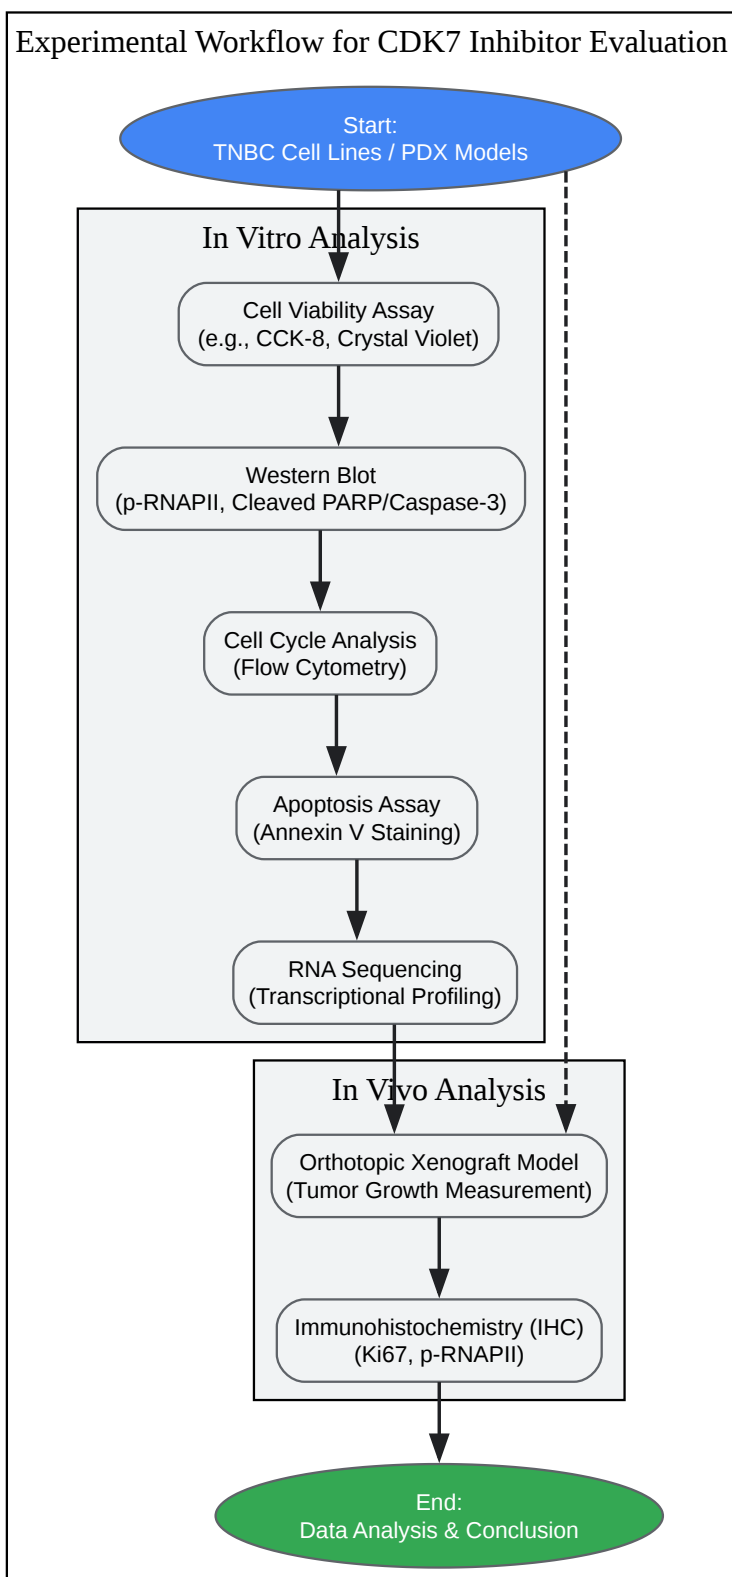 Experimental Workflow for CDK7 Inhibitor Evaluation
Start:
TNBC Cell Lines / PDX Models
In Vitro Analysis
Cell Viability Assay
(e.g., CCK-8, Crystal Violet)
Western Blot
(p-RNAPII, Cleaved PARP/Caspase-3)
Cell Cycle Analysis
(Flow Cytometry)
Apoptosis Assay
(Annexin V Staining)
RNA Sequencing
(Transcriptional Profiling)
In Vivo Analysis
Orthotopic Xenograft Model
(Tumor Growth Measurement)
Immunohistochemistry (IHC)
(Ki67, p-RNAPII)
End:
Data Analysis & Conclusion